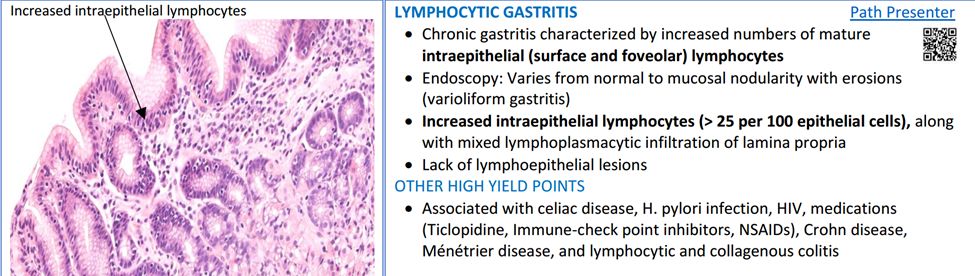 Increased intraepithelial lymphocytes
LYMPHOCYTIC GASTRITIS
Path Presenter
• Chronic gastritis characterized by increased numbers of mature
intraepithelial (surface and foveolar) lymphocytes
• Endoscopy: Varies from normal to mucosal nodularity with erosions
(varioliform gastritis)
• Increased intraepithelial lymphocytes (> 25 per 100 epithelial cells), along
with mixed lymphoplasmacytic infiltration of lamina propria
• Lack of lymphoepithelial lesions
OTHER HIGH YIELD POINTS
• Associated with celiac disease, H. pylori infection, HIV, medications
(Ticlopidine, Immune-check point inhibitors, NSAIDs), Crohn disease,
Ménétrier disease, and lymphocytic and collagenous colitis